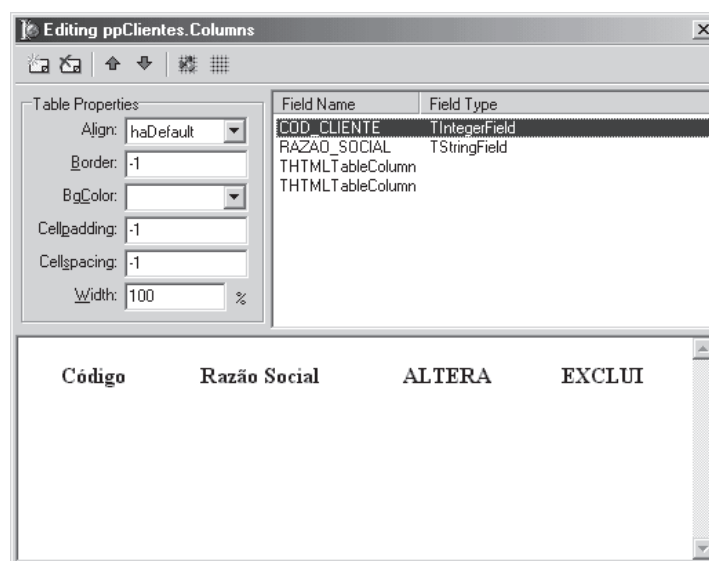 Editing ppClientes.Columns
Table Properties
Align: haDefault
Border: -1
BgColor:
Cellpadding: -1
Cellspacing: -1
Width: 100 %
Field Name Field Type
COD_CLIENTE TIntegerField
RAZAO_SOCIAL TStringField
THTMLTableColumn
THTMLTableColumn
Código Razão Social ALTERA EXCLUI